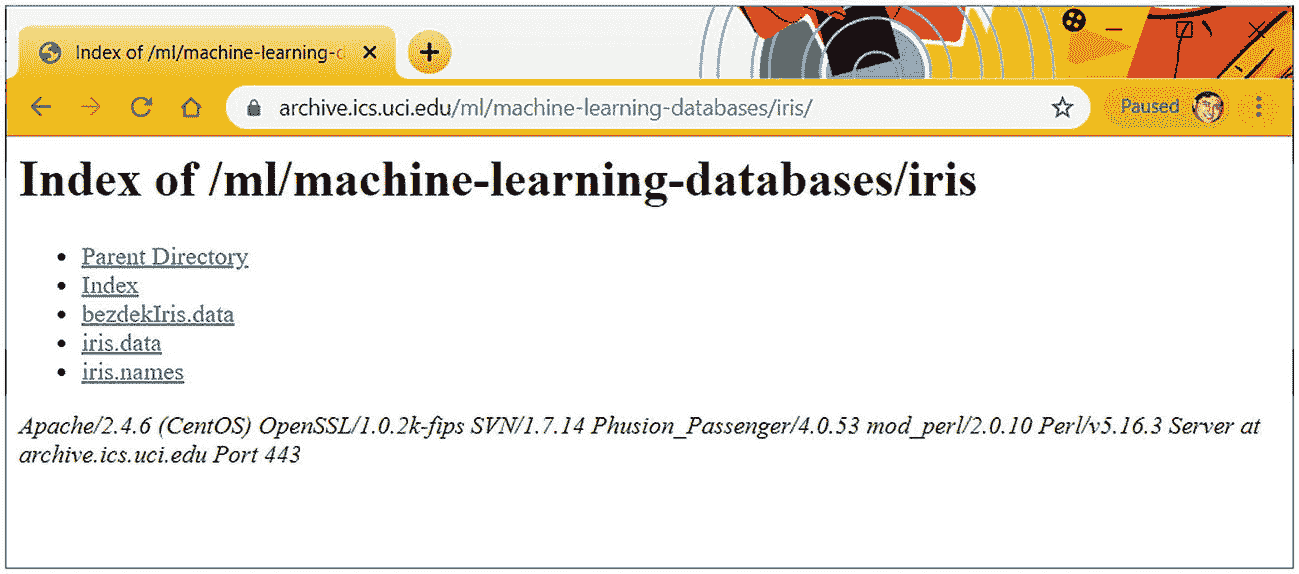 Index of /ml/machine-learning-d
archive.ics.uci.edu/ml/machine-learning-databases/iris/
Paused
Index of /ml/machine-learning-databases/iris
Parent Directory
Index
bezdekIris.data
iris.data
iris.names
Apache/2.4.6 (CentOS) OpenSSL/1.0.2k-fips SVN/1.7.14 Phusion_Passenger/4.0.53 mod_perl/2.0.10 Perl/v5.16.3 Server at
archive.ics.uci.edu Port 443